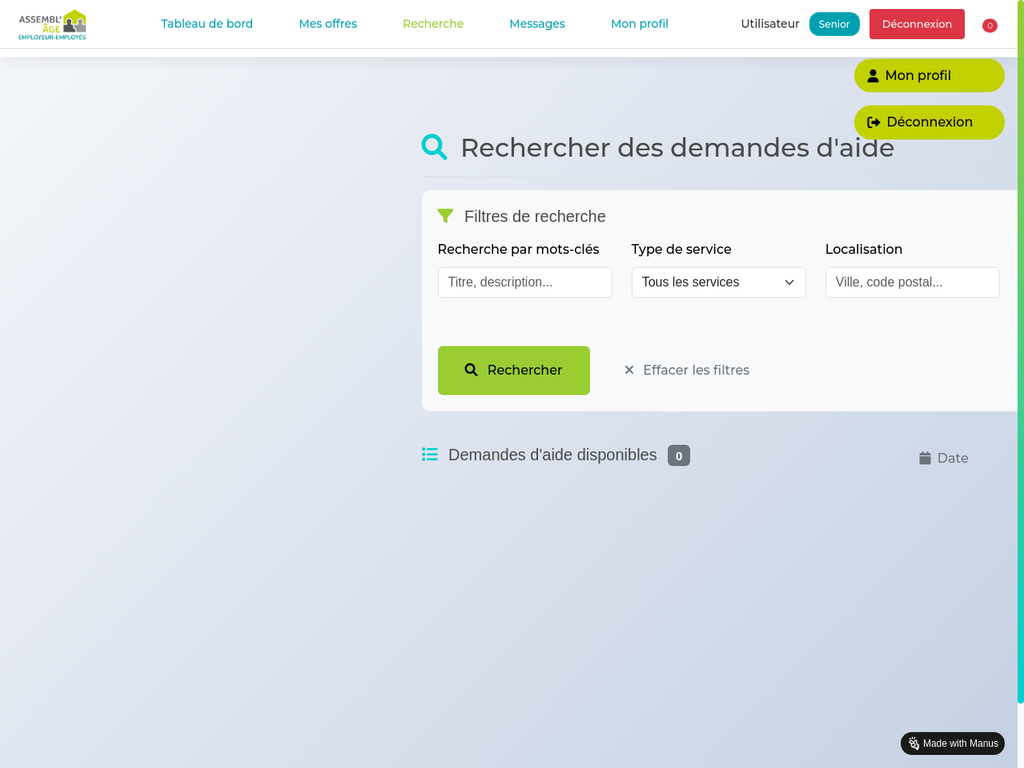 ASSEMBL'
ÂGE
EMPLOYEUR-EMPLOYÉS
Tableau de bord
Mes offres
Recherche
Messages
Mon profil
Utilisateur
Senior
Déconnexion
0
Mon profil
Déconnexion
Rechercher des demandes d'aide
Filtres de recherche
Recherche par mots-clés
Type de service
Localisation
Titre, description...
Tous les services
Ville, code postal...
Rechercher
Effacer les filtres
Demandes d'aide disponibles
0
Date
Made with Manus